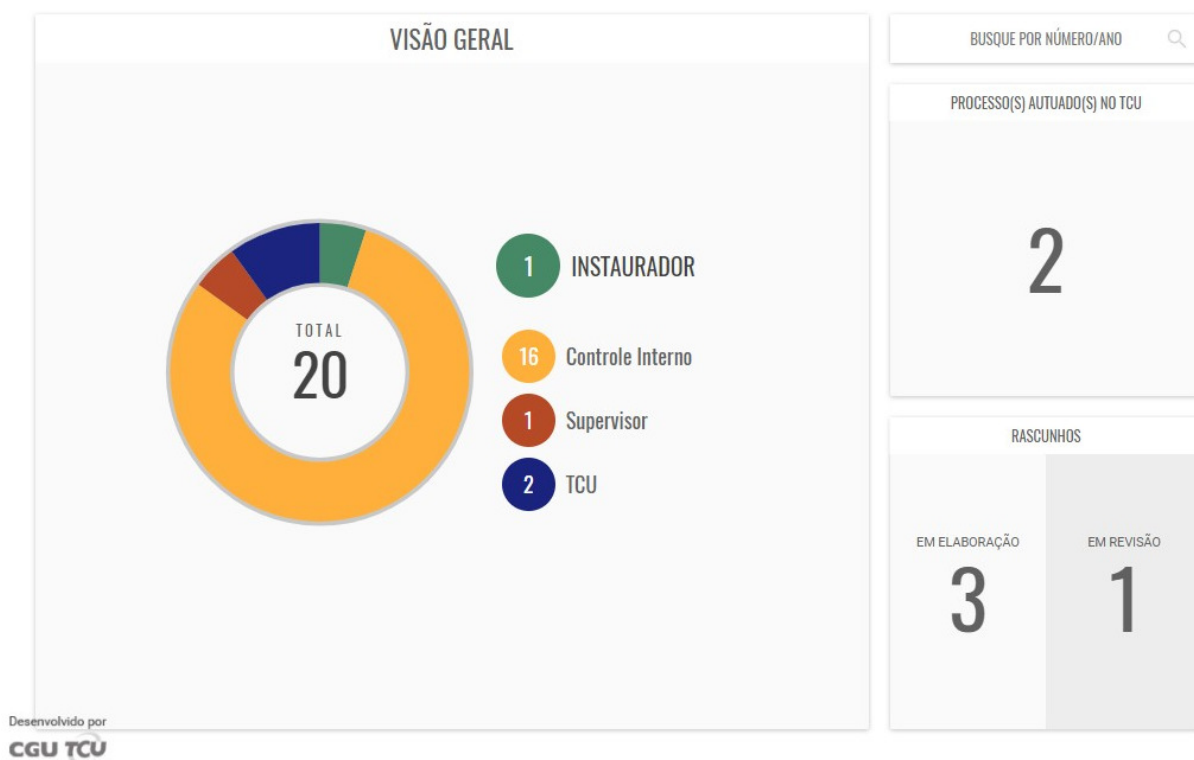 VISÃO GERAL
TOTAL
20
1 INSTAURADOR
16 Controle Interno
1 Supervisor
2 TCU
BUSQUE POR NÚMERO/ANO
PROCESSO(S) AUTUADO(S) NO TCU
2
RASCUNHOS
EM ELABORAÇÃO
3
EM REVISÃO
1
Desenvolvido por
CGU TCU